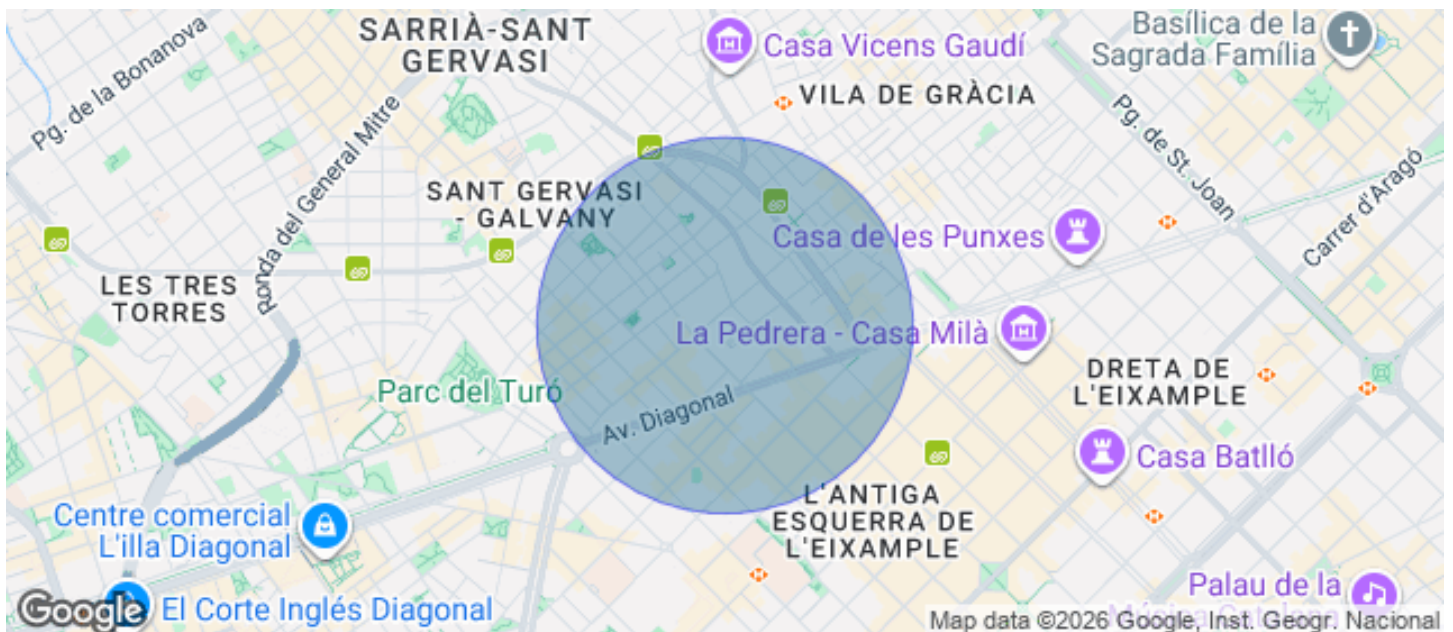 SARRIÀ-SANT
GERVASI
Casa Vicens Gaudí
Basílica de la
Sagrada Família
Pg. de la Bonanova
Ronda del General Mitre
VILA DE GRÀCIA
Pg. de St. Joan
Carrer d'Aragó
SANT GERVASI
- GALVANY
Casa de les Punxes
LES TRES
TORRES
La Pedrera - Casa Milà
Parc del Turó
Av. Diagonal
DRETA DE
L'EIXAMPLE
Casa Batlló
L'ANTIGA
ESQUERRA DE
L'EIXAMPLE
Centre comercial
L'illa Diagonal
Palau de la
Música Catalana
El Corte Inglés Diagonal
Google
Map data ©2026 Google, Inst. Geogr. Nacional